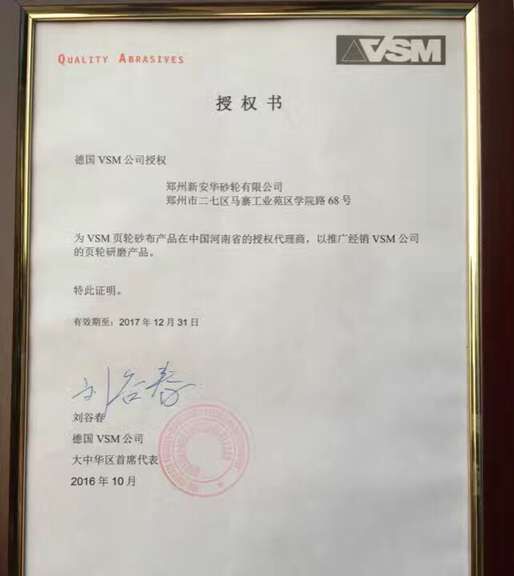 QUALITY ABRASIVES
VSM
授权书
德国 VSM 公司授权
郑州新安华砂轮有限公司
郑州市二七区马寨工业苑区学院路 68 号
为 VSM 页轮砂布产品在中国河南省的授权代理商，以推广经销 VSM 公司
的页轮研磨产品。
特此证明。
有效期至：2017 年 12 月 31 日
刘谷春
刘谷春
德国 VSM 公司
大中华区首席代表
2016 年 10 月